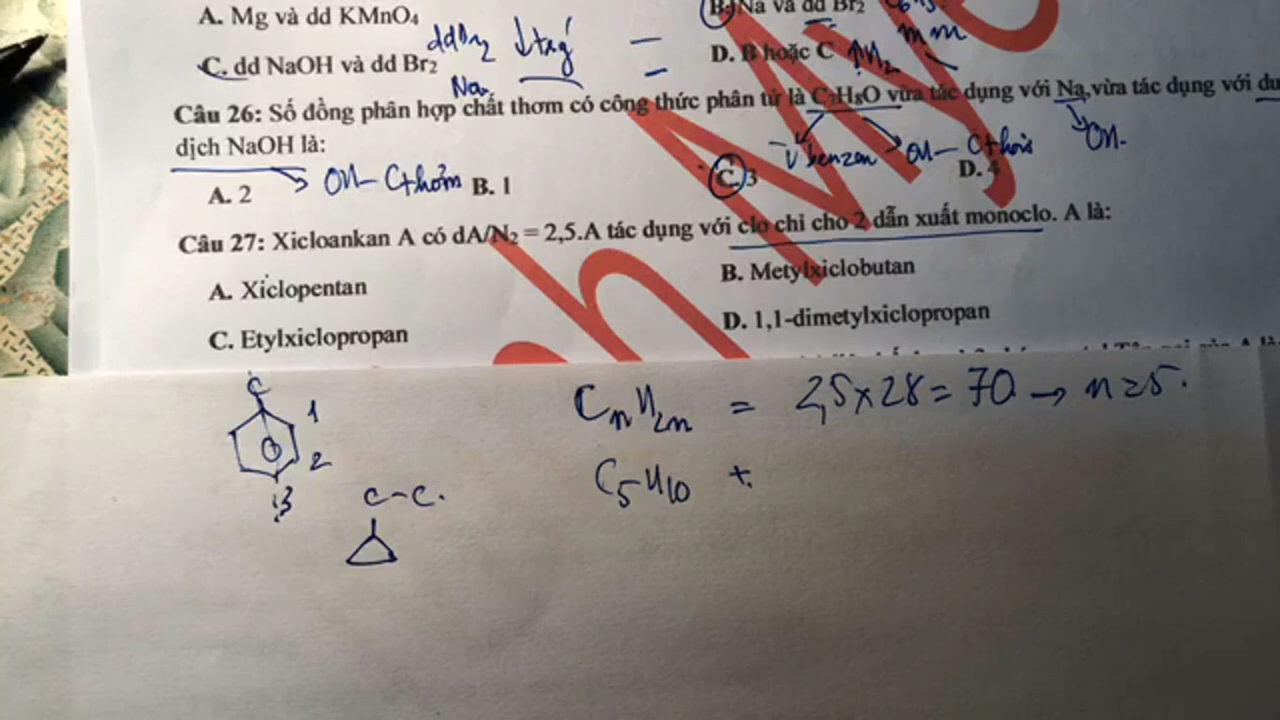 A. Mg và dd KMnO4
B. Na và dd Br2
ddBr2 ↓trắng
C. dd NaOH và dd Br2
D. B hoặc C
Na
Câu 26: Số đồng phân hợp chất thơm có công thức phân tử là C7H8O vừa tác dụng với Na,vừa tác dụng với
dịch NaOH là:
v benzen
OH – Cthơm
OH.
OH – Cthơm
A. 2
B. 1
C. 3
D. 4
Câu 27: Xicloankan A có dA/N2 = 2,5.A tác dụng với clo chỉ cho 2 dẫn xuất monoclo. A là:
A. Xiclopentan
B. Metylxiclobutan
C. Etylxiclopropan
D. 1,1-dimetylxiclopropan
C
1
2
3
C – C.
CnH2n = 2,5 x 28 = 70 → n = 5.
C5H10 +